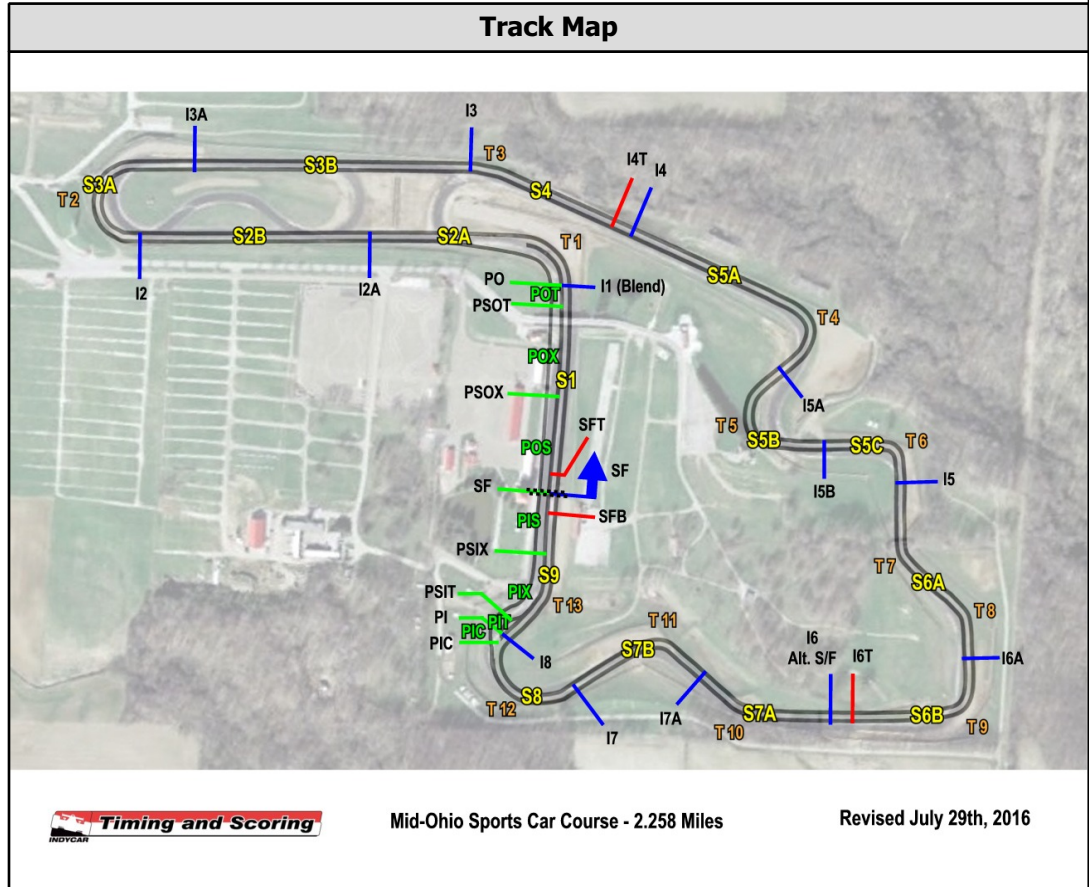 Track Map
I3A
I3
T 3
I4T
I4
S3B
S4
S3A
T 2
S2B
S2A
T 1
S5A
I2
I2A
PO
POT
I1 (Blend)
PSOT
T 4
POX
S1
I5A
PSOX
SFT
T 5
S5B
S5C
T 6
POS
SF
I5B
I5
SF
PIS
SFB
PSIX
S9
T 7
S6A
PSIT
PIX
T 13
T 8
PI
PIT
PIC
PIC
T 11
I8
S7B
I6
Alt. S/F
I6T
I6A
S8
T 12
I7
I7A
S7A
T 10
S6B
T 9
INDYCAR
Timing and Scoring
Mid-Ohio Sports Car Course - 2.258 Miles
Revised July 29th, 2016